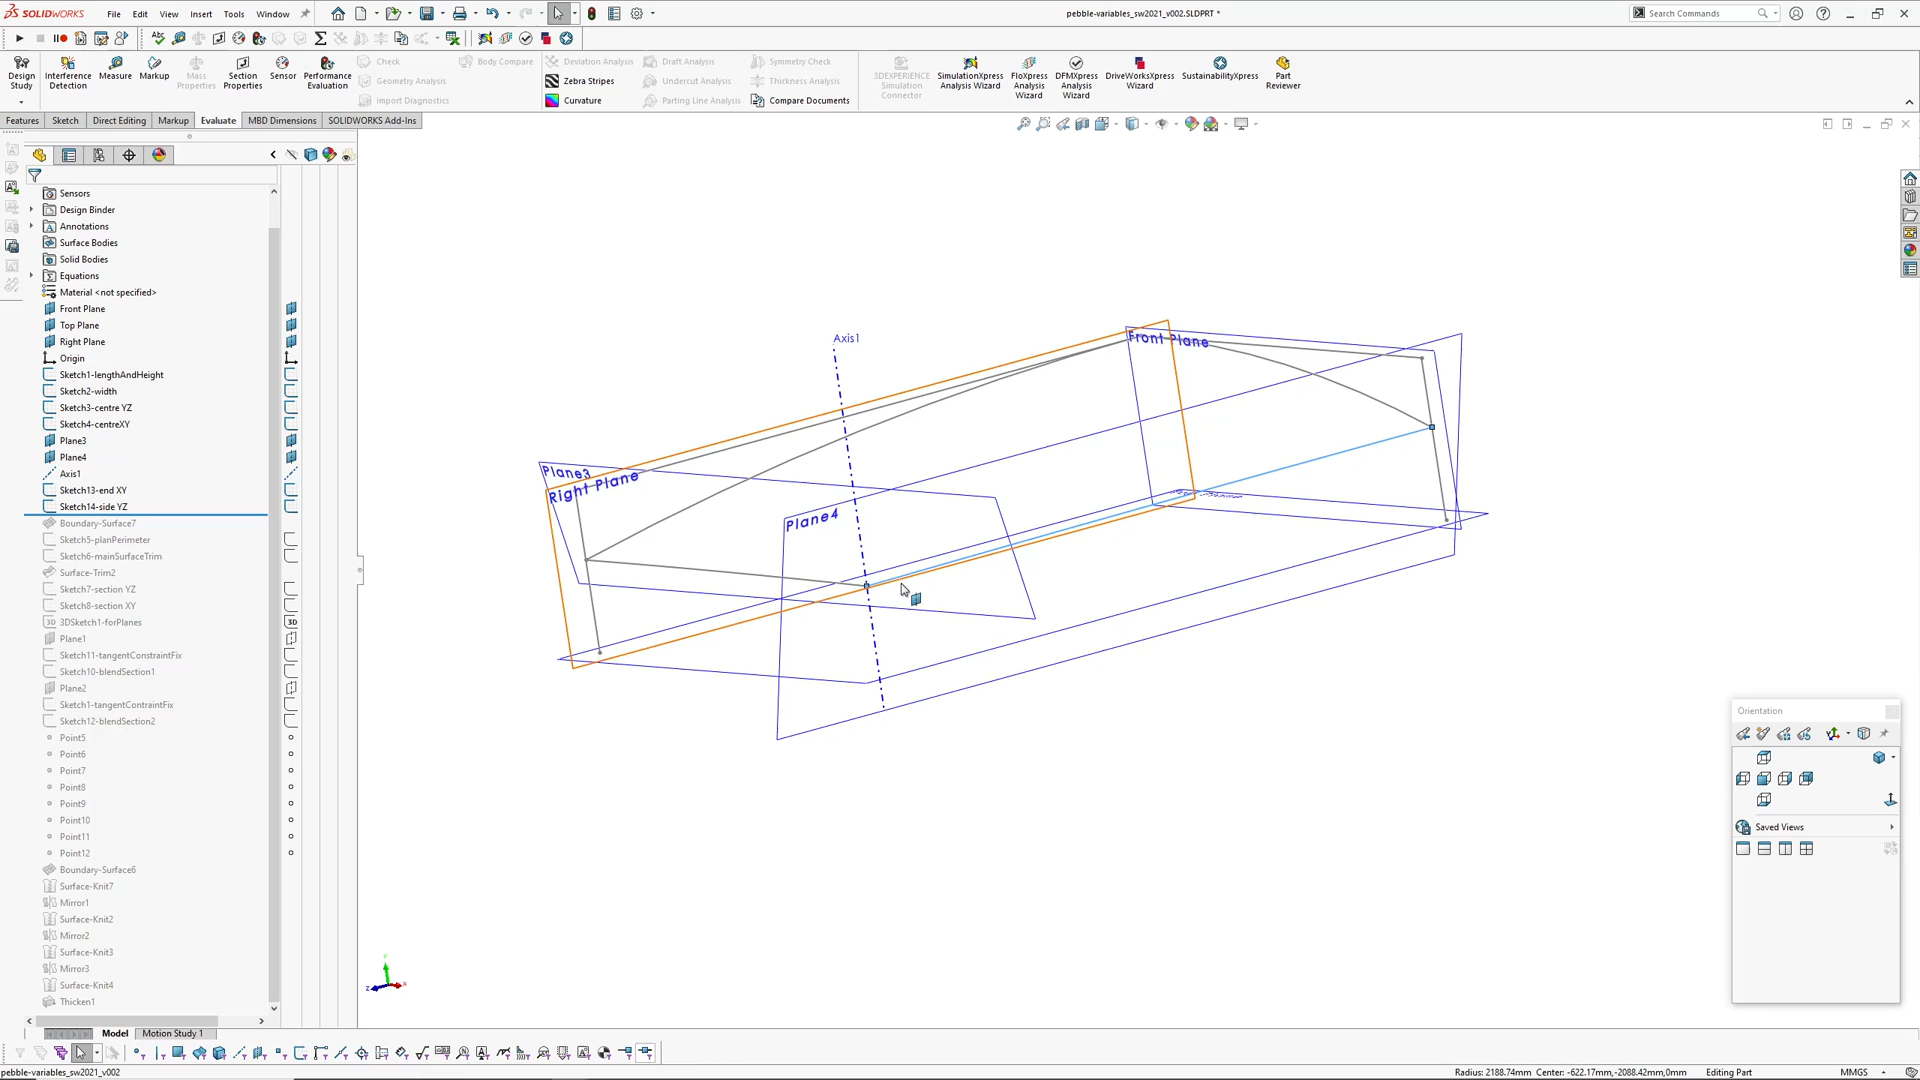 SOLIDWORKS
File
Edit
View
Insert
Tools
Window
pebble-variables_sw2021_v002.SLDPRT *
Search Commands
Design Study
Interference Detection
Measure
Markup
Mass Properties
Section Properties
Sensor
Performance Evaluation
Check
Geometry Analysis
Import Diagnostics
Body Compare
Deviation Analysis
Zebra Stripes
Curvature
Draft Analysis
Undercut Analysis
Parting Line Analysis
Symmetry Check
Thickness Analysis
Compare Documents
3DEXPERIENCE Simulation Connector
SimulationXpress Analysis Wizard
FloXpress Analysis Wizard
DFMXpress Analysis Wizard
DriveWorksXpress Wizard
SustainabilityXpress
Part Reviewer
Features
Sketch
Direct Editing
Markup
Evaluate
MBD Dimensions
SOLIDWORKS Add-Ins
Sensors
Design Binder
Annotations
Surface Bodies
Solid Bodies
Equations
Material <not specified>
Front Plane
Top Plane
Right Plane
Origin
Sketch1-lengthAndHeight
Sketch2-width
Sketch3-centre YZ
Sketch4-centreXY
Plane3
Plane4
Axis1
Sketch13-end XY
Sketch14-side YZ
Boundary-Surface7
Sketch5-planPerimeter
Sketch6-mainSurfaceTrim
Surface-Trim2
Sketch7-section YZ
Sketch8-section XY
3D 3DSketch1-forPlanes 3D
Plane1
Sketch11-tangentConstraintFix
Sketch10-blendSection1
Plane2
Sketch1-tangentConstraintFix
Sketch12-blendSection2
Point5
Point6
Point7
Point8
Point9
Point10
Point11
Point12
Boundary-Surface6
Surface-Knit7
Mirror1
Surface-Knit2
Mirror2
Surface-Knit3
Mirror3
Surface-Knit4
Thicken1
Axis1
Front Plane
Plane3
Right Plane
Plane4
Y
Z
X
Orientation
Saved Views
Model
Motion Study 1
pebble-variables_sw2021_v002
Radius: 2188.74mm Center: -622.17mm,-2088.42mm,0mm
Editing Part
MMGS